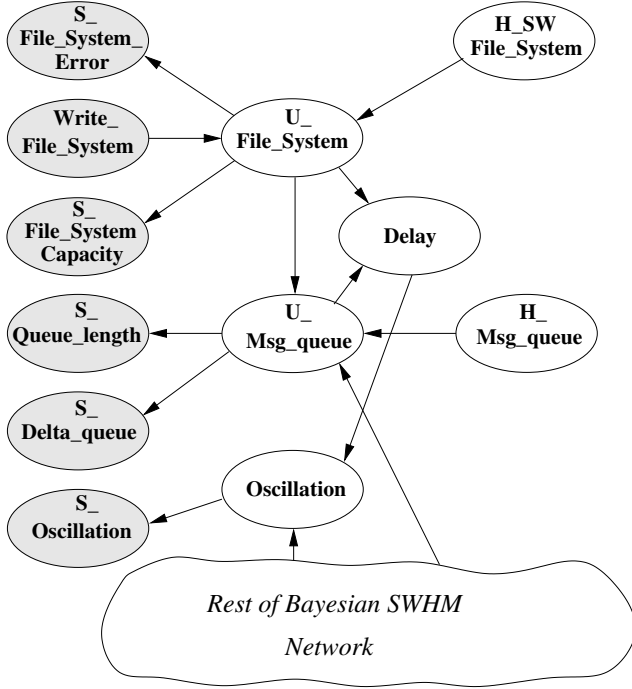 S_
File_System_
Error
H_SW
File_System
Write_
File_System
U_
File_System
S_
File_System
Capacity
Delay
S_
Queue_length
U_
Msg_queue
H_
Msg_queue
S_
Delta_queue
Oscillation
S_
Oscillation
Rest of Bayesian SWHM
Network